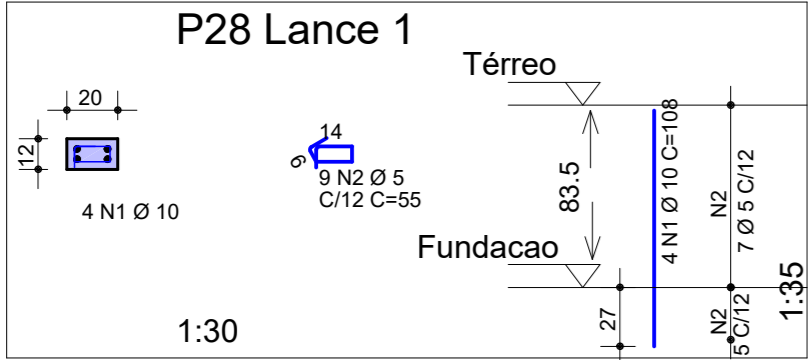 P28 Lance 1
Térreo
20
12
4 N1 Ø 10
14
6
9 N2 Ø 5
C/12 C=55
83.5
4 N1 Ø 10 C=108
N2
7 Ø 5 C/12
Fundacao
27
N2
5 C/12
1:30
1:35